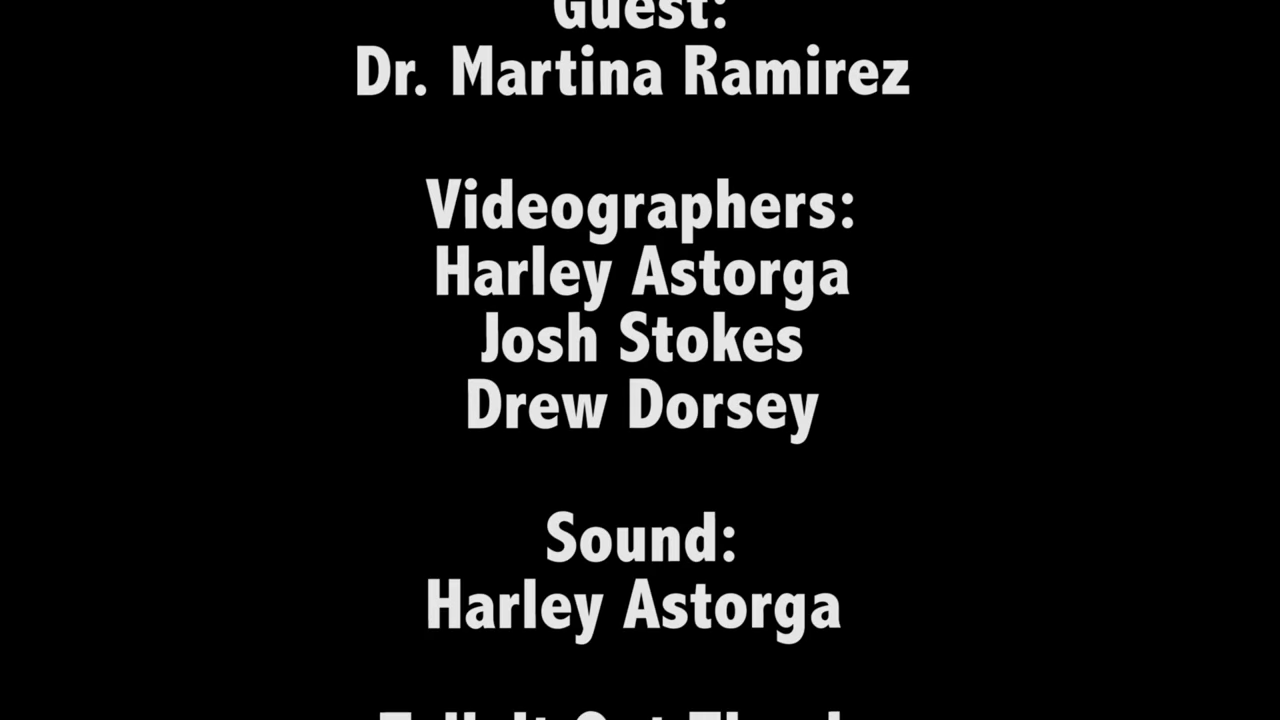 Guest:
Dr. Martina Ramirez
Videographers:
Harley Astorga
Josh Stokes
Drew Dorsey
Sound:
Harley Astorga